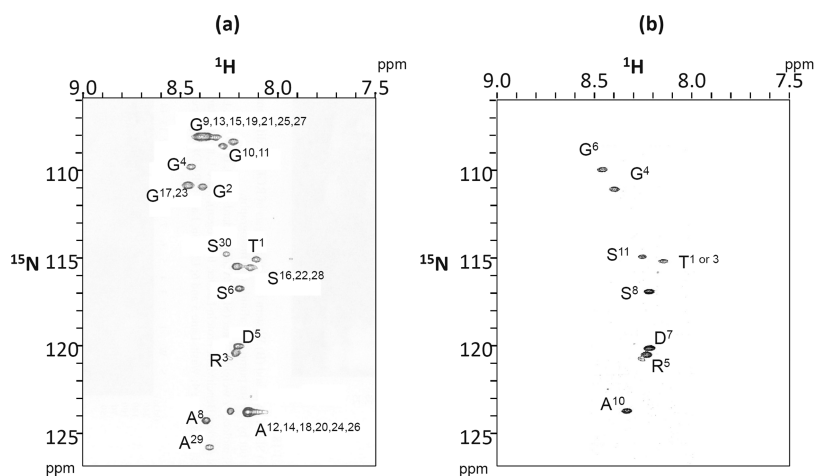 (a)
¹H
ppm
9.0 8.5 8.0 7.5
G⁹,¹³,¹⁵,¹⁹,²¹,²⁵,²⁷
G¹⁰,¹¹
G⁴
G¹⁷,²³
G²
110
S³⁰
T¹
115
¹⁵N
S¹⁶,²²,²⁸
S⁶
D⁵
120
R³
A⁸
A¹²,¹⁴,¹⁸,²⁰,²⁴,²⁶
A²⁹
125
ppm
(b)
¹H
ppm
9.0 8.5 8.0 7.5
G⁶
G⁴
110
S¹¹
T¹ ᵒʳ ³
115
¹⁵N
S⁸
D⁷
120
R⁵
A¹⁰
125
ppm